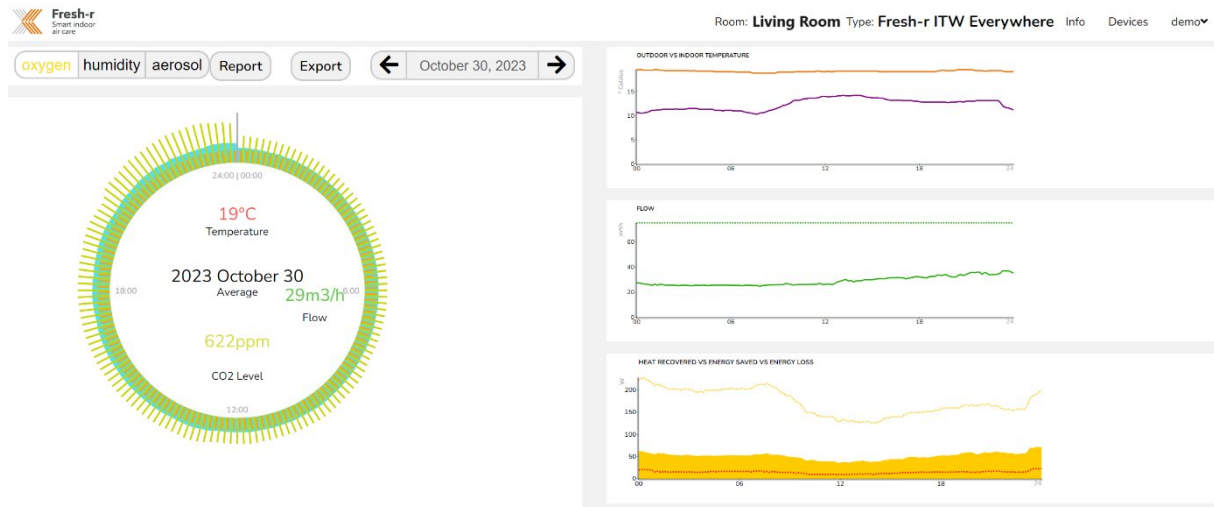 Fresh-r
Smart indoor
air care
Room: Living Room Type: Fresh-r ITW Everywhere Info Devices demo
oxygen humidity aerosol Report Export October 30, 2023
24:00 | 00:00
19°C
Temperature
2023 October 30
Average
18:00
29m3/h
6:00
Flow
622ppm
CO2 Level
12:00
OUTDOOR VS INDOOR TEMPERATURE
° Celsius
15
10
5
0
00 06 12 18 24
FLOW
m³/h
60
40
20
0
00 06 12 18 24
HEAT RECOVERED VS ENERGY SAVED VS ENERGY LOSS
W
200
150
100
50
0
00 06 12 18 24